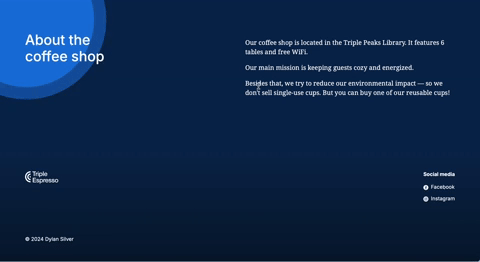 About the
coffee shop
Our coffee shop is located in the Triple Peaks Library. It features 6
tables and free WiFi.
Our main mission is keeping guests cozy and energized.
Besides that, we try to reduce our environmental impact — so we
don't sell single-use cups. But you can buy one of our reusable cups!
Triple
Espresso
Social media
Facebook
Instagram
© 2024 Dylan Silver